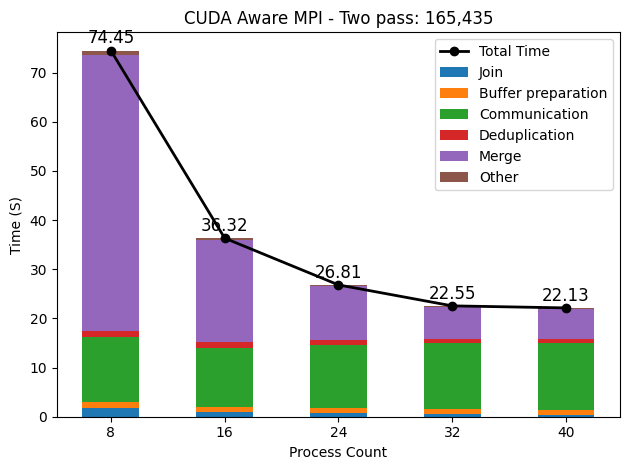 CUDA Aware MPI - Two pass: 165,435
74.45
36.32
26.81
22.55
22.13
Total Time
Join
Buffer preparation
Communication
Deduplication
Merge
Other
Time (S)
70
60
50
40
30
20
10
0
8 16 24 32 40
Process Count